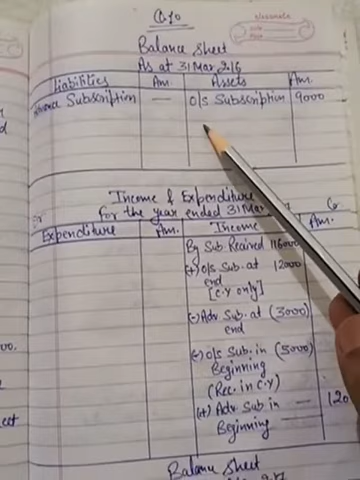 Q.10
Balance Sheet
As at 31 Mar 2016
Liabilities Am. Assets Am.
Advance Subscription — O/s Subscription 9000
Income & Expenditure
For the year ended 31 Mar
Expenditure Am. Income Am.
By Sub. Received 116000
(+) O/s Sub. at 12000
end
[C.Y only]
(-) Adv. Sub. at (3000)
end
(-) O/s Sub. in (5000)
Beginning
(Rec. in C.Y)
(+) Adv. Sub in — 120
Beginning
Balance Sheet